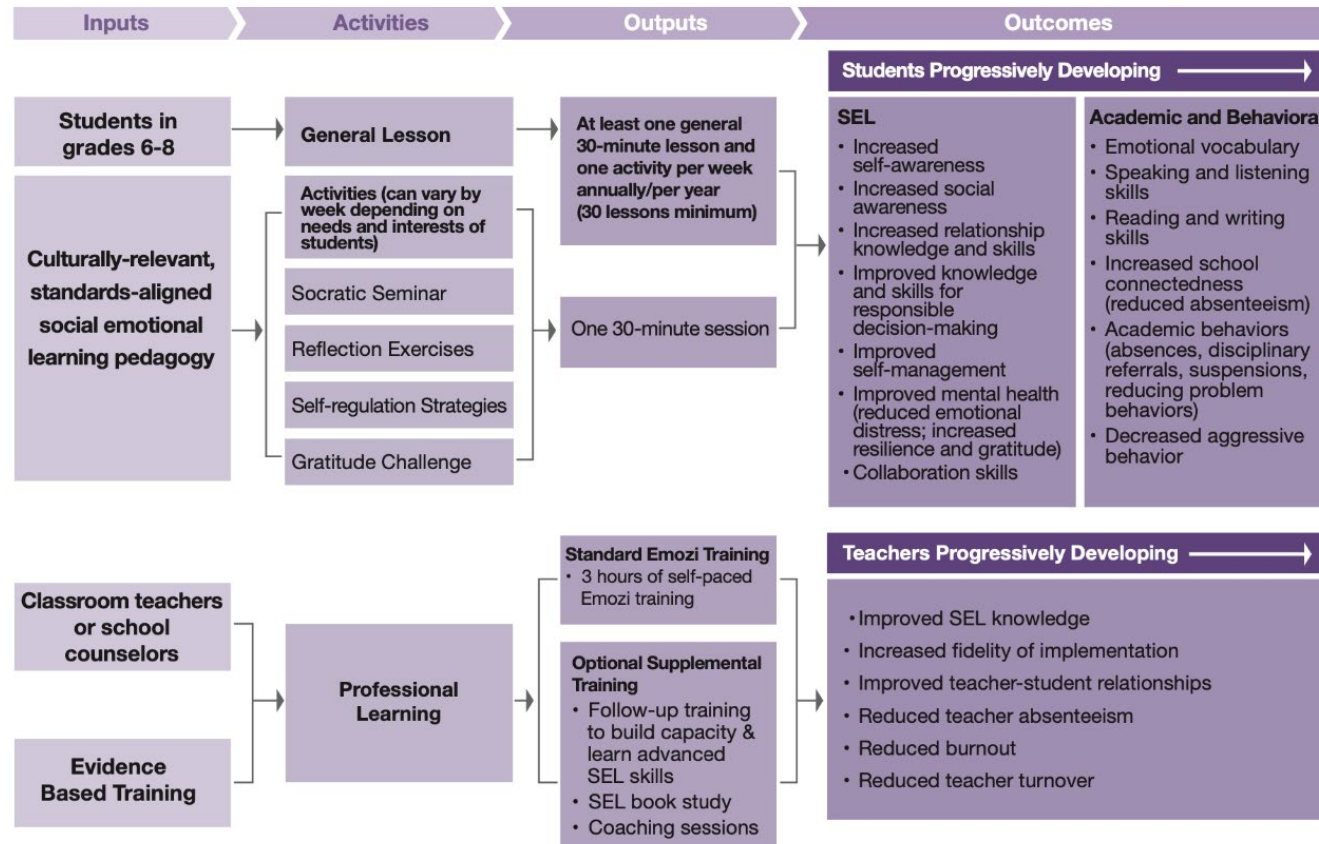 Inputs
Activities
Outputs
Outcomes
Students Progressively Developing
Students in
grades 6-8
General Lesson
At least one general
30-minute lesson and
one activity per week
annually/per year
(30 lessons minimum)
Culturally-relevant,
standards-aligned
social emotional
learning pedagogy
Activities (can vary by
week depending on
needs and interests of
students)
Socratic Seminar
Reflection Exercises
Self-regulation Strategies
Gratitude Challenge
One 30-minute session
SEL
• Increased
self-awareness
• Increased social
awareness
• Increased relationship
knowledge and skills
• Improved knowledge
and skills for
responsible
decision-making
• Improved
self-management
• Improved mental health
(reduced emotional
distress; increased
resilience and gratitude)
• Collaboration skills
Academic and Behaviora
• Emotional vocabulary
• Speaking and listening
skills
• Reading and writing
skills
• Increased school
connectedness
(reduced absenteeism)
• Academic behaviors
(absences, disciplinary
referrals, suspensions,
reducing problem
behaviors)
• Decreased aggressive
behavior
Classroom teachers
or school
counselors
Evidence
Based Training
Professional
Learning
Standard Emozi Training
• 3 hours of self-paced
Emozi training
Optional Supplemental
Training
• Follow-up training
to build capacity &
learn advanced
SEL skills
• SEL book study
• Coaching sessions
Teachers Progressively Developing
• Improved SEL knowledge
• Increased fidelity of implementation
• Improved teacher-student relationships
• Reduced teacher absenteeism
• Reduced burnout
• Reduced teacher turnover